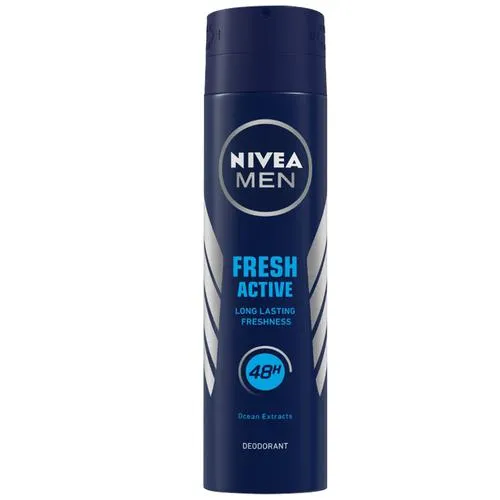 NIVEA
MEN
FRESH
ACTIVE
LONG LASTING
FRESHNESS
48H
Ocean Extracts
DEODORANT